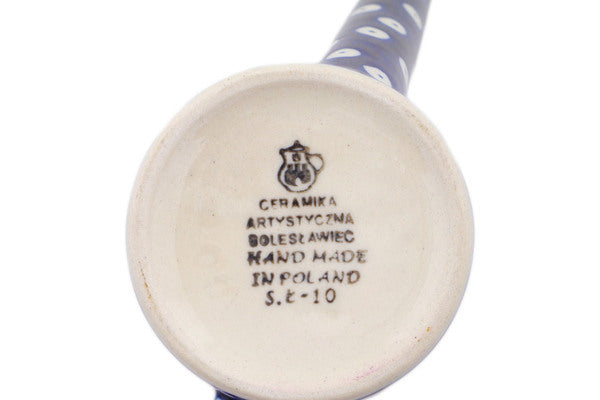 CERAMIKA
ARTYSTYCZNA
BOLESŁAWIEC
HAND MADE
IN POLAND
S.Ł-10